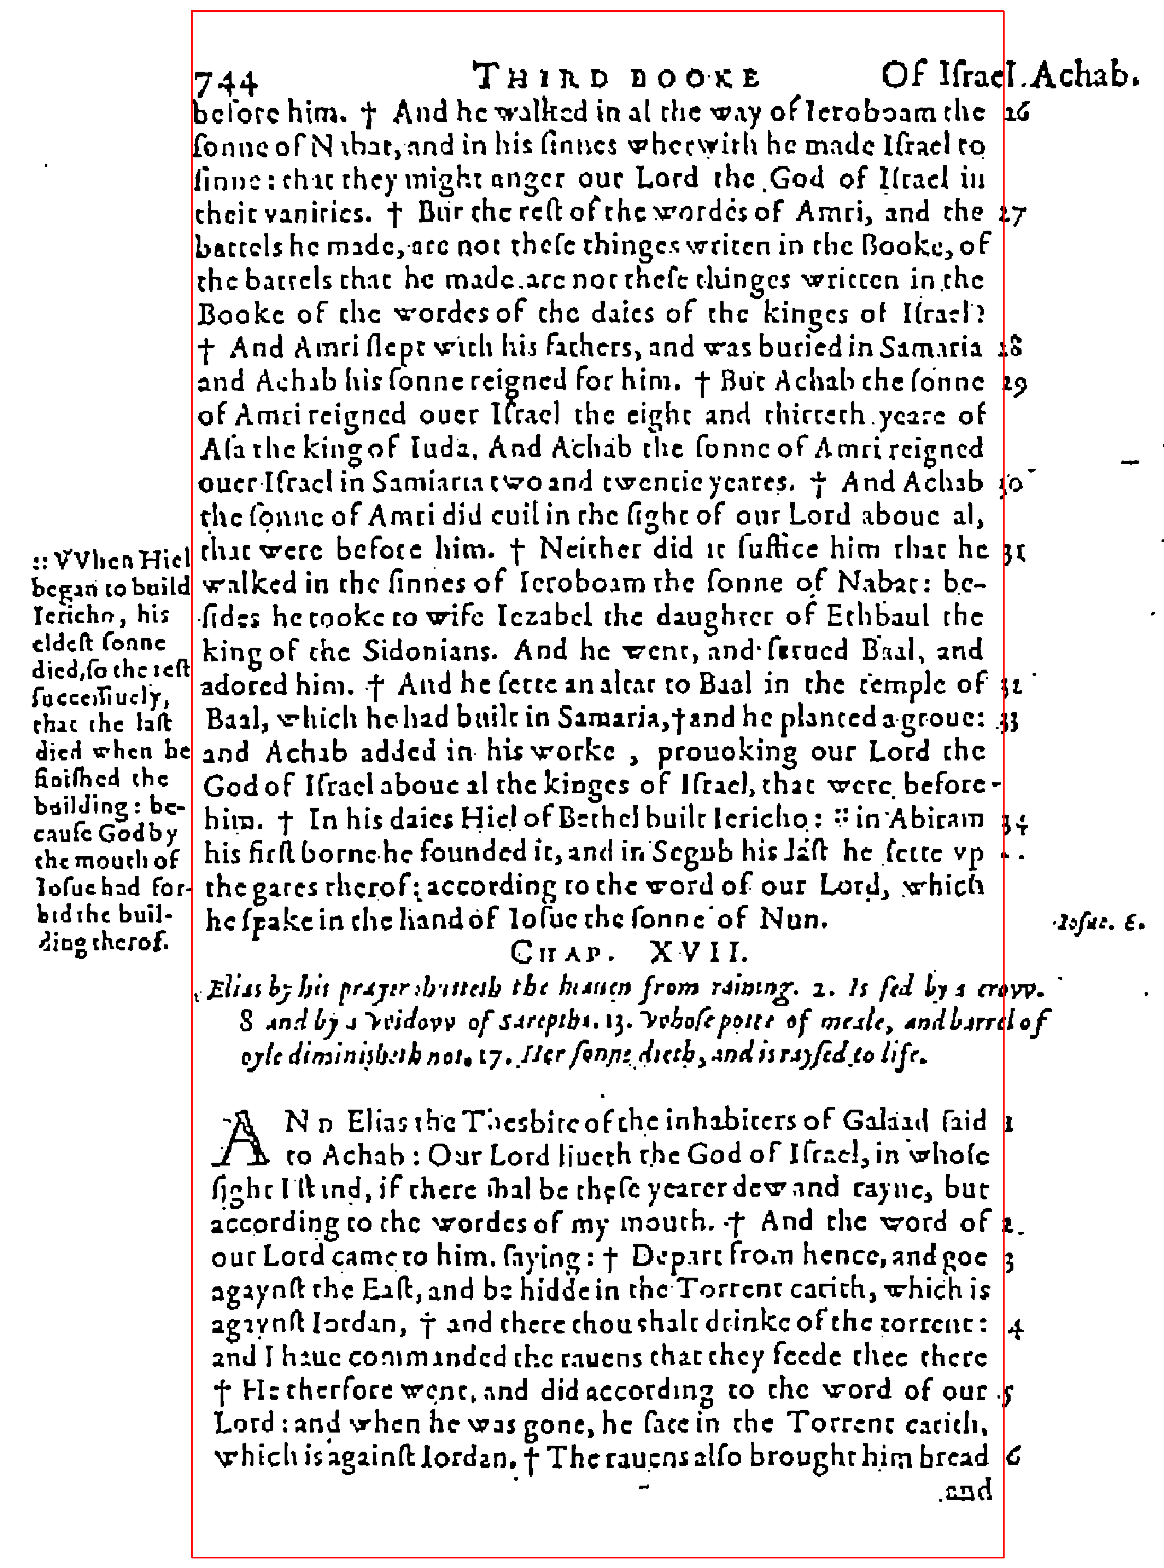 744 THIRD BOOKE Of Iſrael. Achab.
before him. † And he walked in al the way of Ieroboam the 26
ſonne of Nabat, and in his ſinnes wherwith he made Iſrael to
ſinne: that they might anger our Lord the God of Iſrael in
their vanities. † But the reſt of the wordes of Amri, and the 27
battels he made, are not theſe thinges writen in the Booke, of
the battels that he made, are not theſe thinges written in the
Booke of the wordes of the daies of the kinges of Iſrael?
† And Amri ſlept with his fathers, and was buried in Samaria 28
and Achab his ſonne reigned for him. † But Achab the ſonne 29
of Amri reigned ouer Iſrael the eight and thirteth yeare of
Aſa the king of Iuda. And Achab the ſonne of Amri reigned
ouer Iſrael in Samiaria two and twentie yeares. † And Achab 30
the ſonne of Amri did euil in the ſight of our Lord aboue al,
that were before him. † Neither did it ſuffice him that he 31
walked in the ſinnes of Ieroboam the ſonne of Nabat: be-
ſides he tooke to wife Iezabel the daughter of Ethbaul the
king of the Sidonians. And he went, and ſerued Baal, and
adored him. † And he ſette an altar to Baal in the temple of 32
Baal, which he had built in Samaria, † and he planted a groue: 33
and Achab added in his worke , prouoking our Lord the
God of Iſrael aboue al the kinges of Iſrael, that were before
him. † In his daies Hiel of Bethel built Iericho: :: in Abiram 34
his firſt borne he founded it, and in Segub his laſt he ſette vp
the gates therof: according to the word of our Lord, which
he ſpake in the hand of Ioſue the ſonne of Nun.
:: VVhen Hiel
began to build
Iericho, his
eldeſt ſonne
died, ſo the reſt
ſucceſſiuely,
that the laſt
died when he
finiſhed the
building: be-
cauſe God by
the mouth of
Ioſue had for-
bid the buil-
ding therof.
Ioſue. 6.
CHAP. XVII.
Elias by his prayer ſhutteth the heauen from raining. 2. Is fed by a crovv.
8 and by a VVidovv of Sareptha. 13. VVhoſe potte of meale, and barrel of
oyle diminiſheth not. 17. Her ſonne dieth, and is rayſed to life.
AND Elias the Thesbite of the inhabiters of Galaad ſaid 1
to Achab: Our Lord liueth the God of Iſrael, in whoſe
ſight I ſtand, if there ſhal be theſe yearer dew and rayne, but
according to the wordes of my mouth. † And the word of 2
our Lord came to him, ſaying: † Depart from hence, and goe 3
agaynſt the Eaſt, and be hidde in the Torrent carith, which is
agaynſt Iordan, † and there thou shalt drinke of the torrent: 4
and I haue commanded the rauens that they feede thee there
† He therfore went, and did according to the word of our 5
Lord: and when he was gone, he ſate in the Torrent carith,
which is againſt Iordan. † The rauens alſo brought him bread 6
and